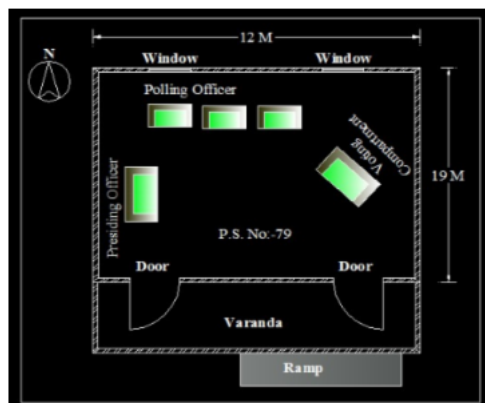 12 M
N
Window
Window
Polling Officer
Voting
Compartment
19 M
Presiding Officer
P.S. No:-79
Door
Door
Varanda
Ramp